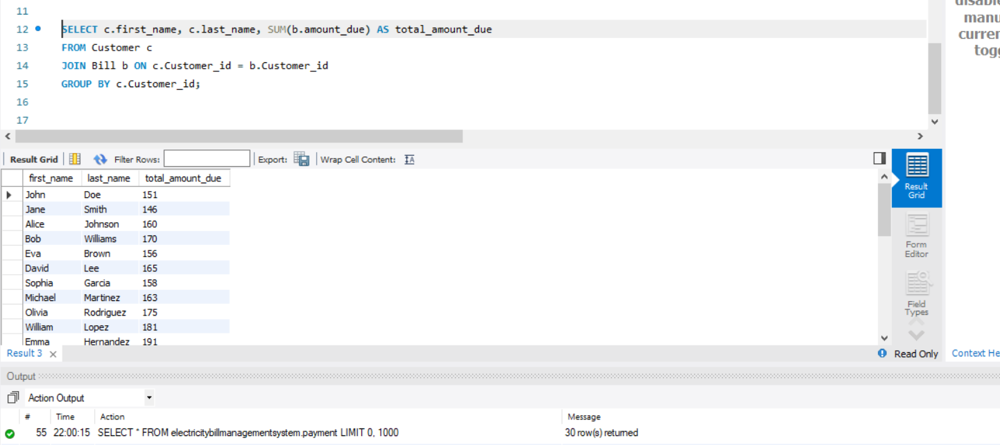 disable
manu
curren
togg
11
12 SELECT c.first_name, c.last_name, SUM(b.amount_due) AS total_amount_due
13 FROM Customer c
14 JOIN Bill b ON c.Customer_id = b.Customer_id
15 GROUP BY c.Customer_id;
16
17
Result Grid Filter Rows: Export: Wrap Cell Content: IA
first_name last_name total_amount_due
John Doe 151
Jane Smith 146
Alice Johnson 160
Bob Williams 170
Eva Brown 156
David Lee 165
Sophia Garcia 158
Michael Martinez 163
Olivia Rodriguez 175
William Lopez 181
Emma Hernandez 191
Result
Grid
Form
Editor
Field
Types
Result 3 Read Only Context He
Output
Action Output
# Time Action Message
55 22:00:15 SELECT * FROM electricitybillmanagementsystem.payment LIMIT 0, 1000 30 row(s) returned